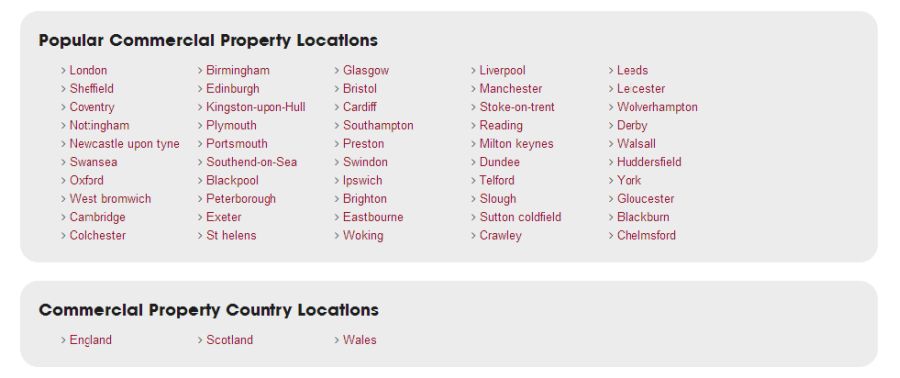 Popular Commercial Property Locations
> London > Birmingham > Glasgow > Liverpool > Leeds
> Sheffield > Edinburgh > Bristol > Manchester > Leicester
> Coventry > Kingston-upon-Hull > Cardiff > Stoke-on-trent > Wolverhampton
> Nottingham > Plymouth > Southampton > Reading > Derby
> Newcastle upon tyne > Portsmouth > Preston > Milton keynes > Walsall
> Swansea > Southend-on-Sea > Swindon > Dundee > Huddersfield
> Oxford > Blackpool > Ipswich > Telford > York
> West bromwich > Peterborough > Brighton > Slough > Gloucester
> Cambridge > Exeter > Eastbourne > Sutton coldfield > Blackburn
> Colchester > St helens > Woking > Crawley > Chelmsford
Commercial Property Country Locations
> England > Scotland > Wales